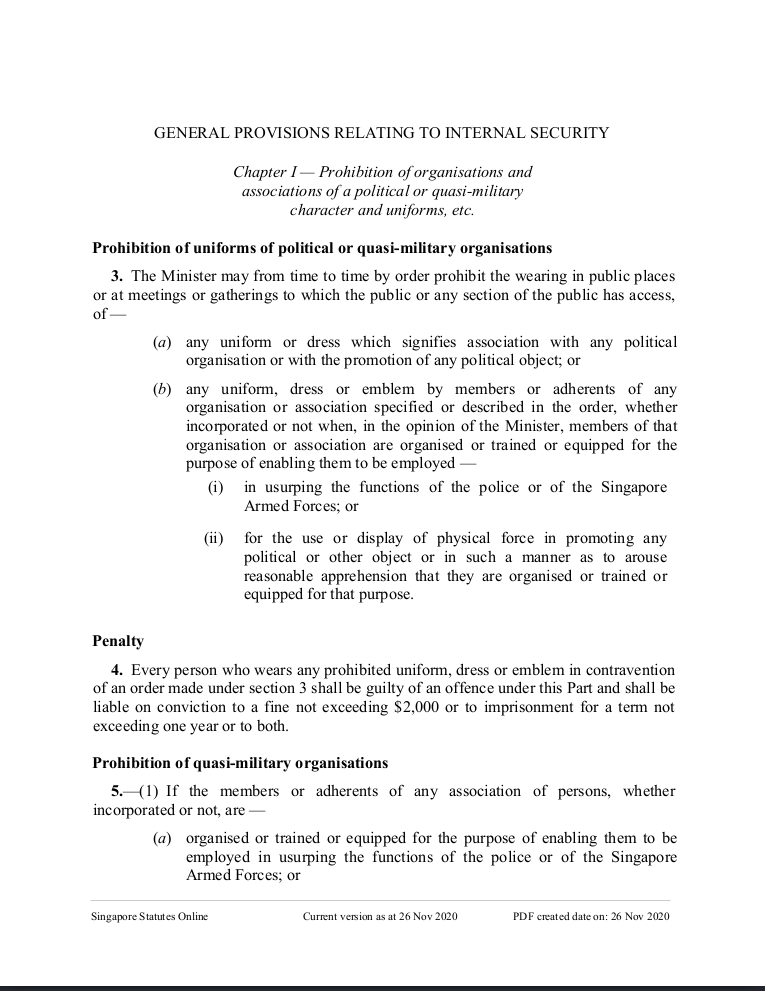 GENERAL PROVISIONS RELATING TO INTERNAL SECURITY
Chapter I — Prohibition of organisations and
associations of a political or quasi-military
character and uniforms, etc.
Prohibition of uniforms of political or quasi-military organisations
3. The Minister may from time to time by order prohibit the wearing in public places
or at meetings or gatherings to which the public or any section of the public has access,
of —
(a) any uniform or dress which signifies association with any political
organisation or with the promotion of any political object; or
(b) any uniform, dress or emblem by members or adherents of any
organisation or association specified or described in the order, whether
incorporated or not when, in the opinion of the Minister, members of that
organisation or association are organised or trained or equipped for the
purpose of enabling them to be employed —
(i) in usurping the functions of the police or of the Singapore
Armed Forces; or
(ii) for the use or display of physical force in promoting any
political or other object or in such a manner as to arouse
reasonable apprehension that they are organised or trained or
equipped for that purpose.
Penalty
4. Every person who wears any prohibited uniform, dress or emblem in contravention
of an order made under section 3 shall be guilty of an offence under this Part and shall be
liable on conviction to a fine not exceeding $2,000 or to imprisonment for a term not
exceeding one year or to both.
Prohibition of quasi-military organisations
5.—(1) If the members or adherents of any association of persons, whether
incorporated or not, are —
(a) organised or trained or equipped for the purpose of enabling them to be
employed in usurping the functions of the police or of the Singapore
Armed Forces; or
Singapore Statutes Online Current version as at 26 Nov 2020 PDF created date on: 26 Nov 2020